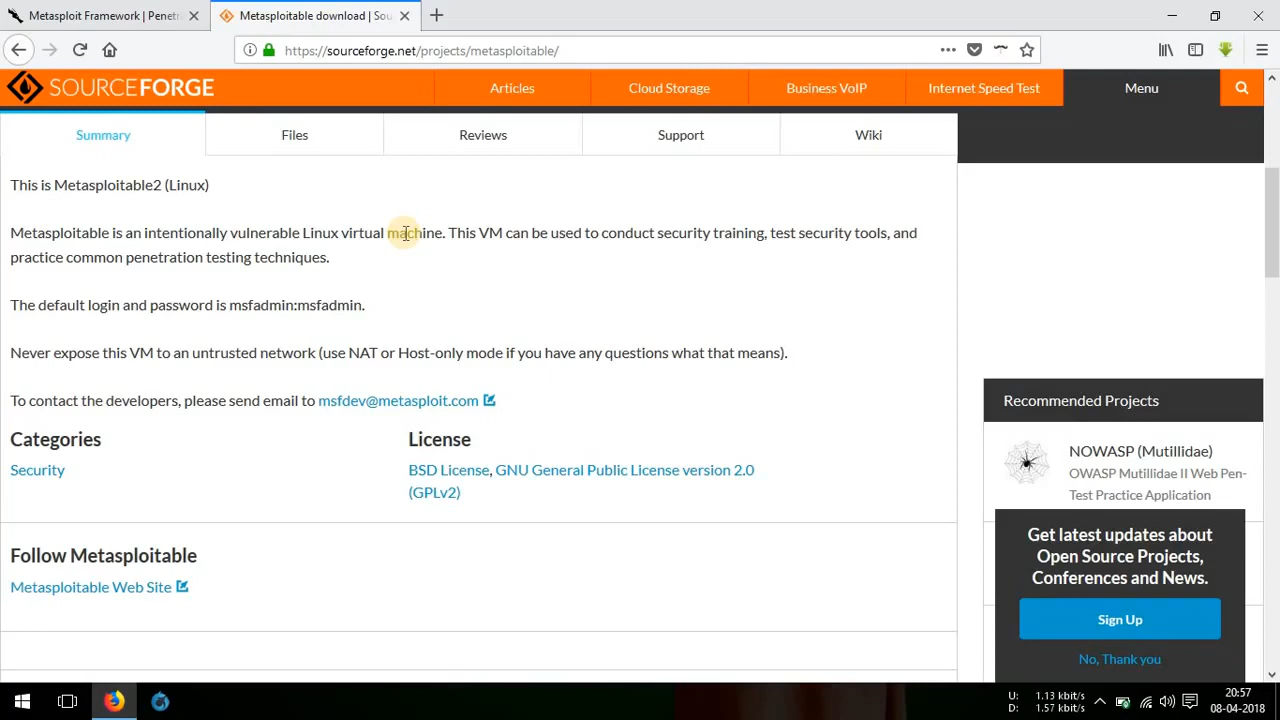 Metasploit Framework | Penetr
Metasploitable download | Sou
https://sourceforge.net/projects/metasploitable/
SOURCEFORGE
Articles
Cloud Storage
Business VoIP
Internet Speed Test
Menu
Summary
Files
Reviews
Support
Wiki
This is Metasploitable2 (Linux)
Metasploitable is an intentionally vulnerable Linux virtual machine. This VM can be used to conduct security training, test security tools, and
practice common penetration testing techniques.
The default login and password is msfadmin:msfadmin.
Never expose this VM to an untrusted network (use NAT or Host-only mode if you have any questions what that means).
To contact the developers, please send email to msfdev@metasploit.com
Categories
Security
License
BSD License, GNU General Public License version 2.0
(GPLv2)
Follow Metasploitable
Metasploitable Web Site
Recommended Projects
NOWASP (Mutillidae)
OWASP Mutillidae II Web Pen-
Test Practice Application
Get latest updates about
Open Source Projects,
Conferences and News.
Sign Up
No, Thank you
U: 1.13 kbit/s
D: 1.57 kbit/s
20:57
08-04-2018